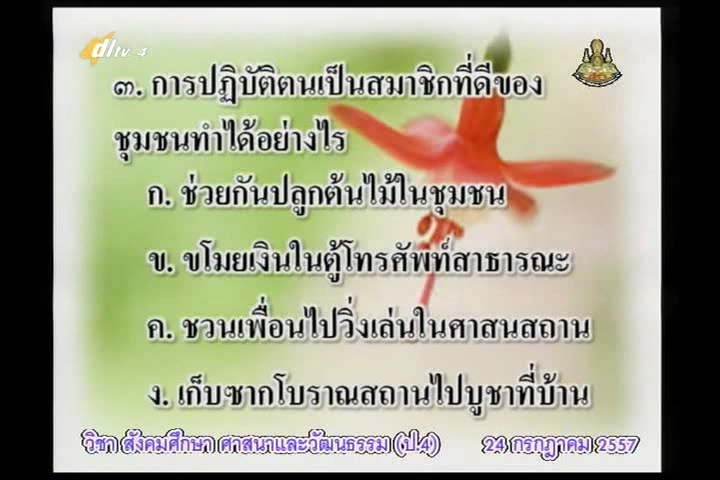 dltv 4
๓. การปฏิบัติตนเป็นสมาชิกที่ดีของ
ชุมชนทำได้อย่างไร
ก. ช่วยกันปลูกต้นไม้ในชุมชน
ข. ขโมยเงินในตู้โทรศัพท์สาธารณะ
ค. ชวนเพื่อนไปวิ่งเล่นในศาสนสถาน
ง. เก็บซากโบราณสถานไปบูชาที่บ้าน
วิชา สังคมศึกษา ศาสนาและวัฒนธรรม (ป.4) 24 กรกฎาคม 2557